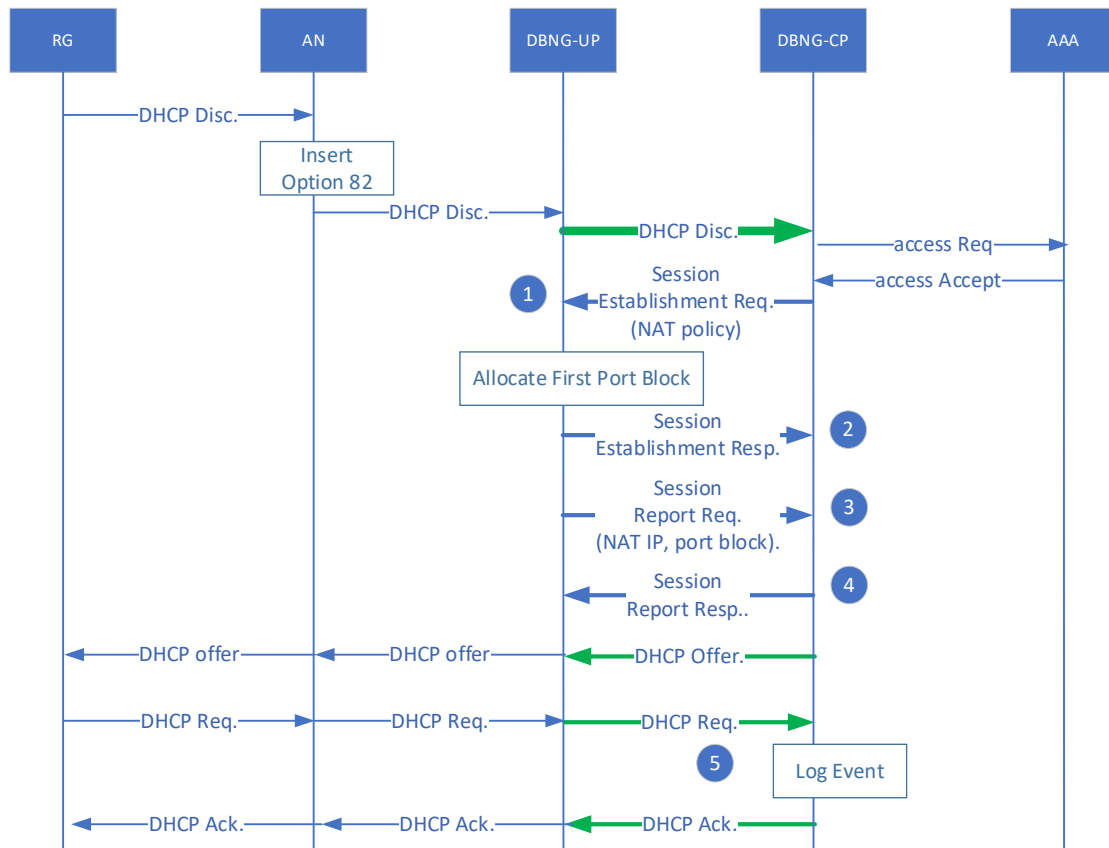 RG
AN
DBNG-UP
DBNG-CP
AAA
DHCP Disc.
Insert
Option 82
DHCP Disc.
DHCP Disc.
access Req
access Accept
1
Session
Establishment Req.
(NAT policy)
Allocate First Port Block
Session
Establishment Resp.
2
Session
Report Req.
(NAT IP, port block).
3
Session
Report Resp..
4
DHCP offer
DHCP offer
DHCP Offer.
DHCP Req.
DHCP Req.
DHCP Req.
5
Log Event
DHCP Ack.
DHCP Ack.
DHCP Ack.